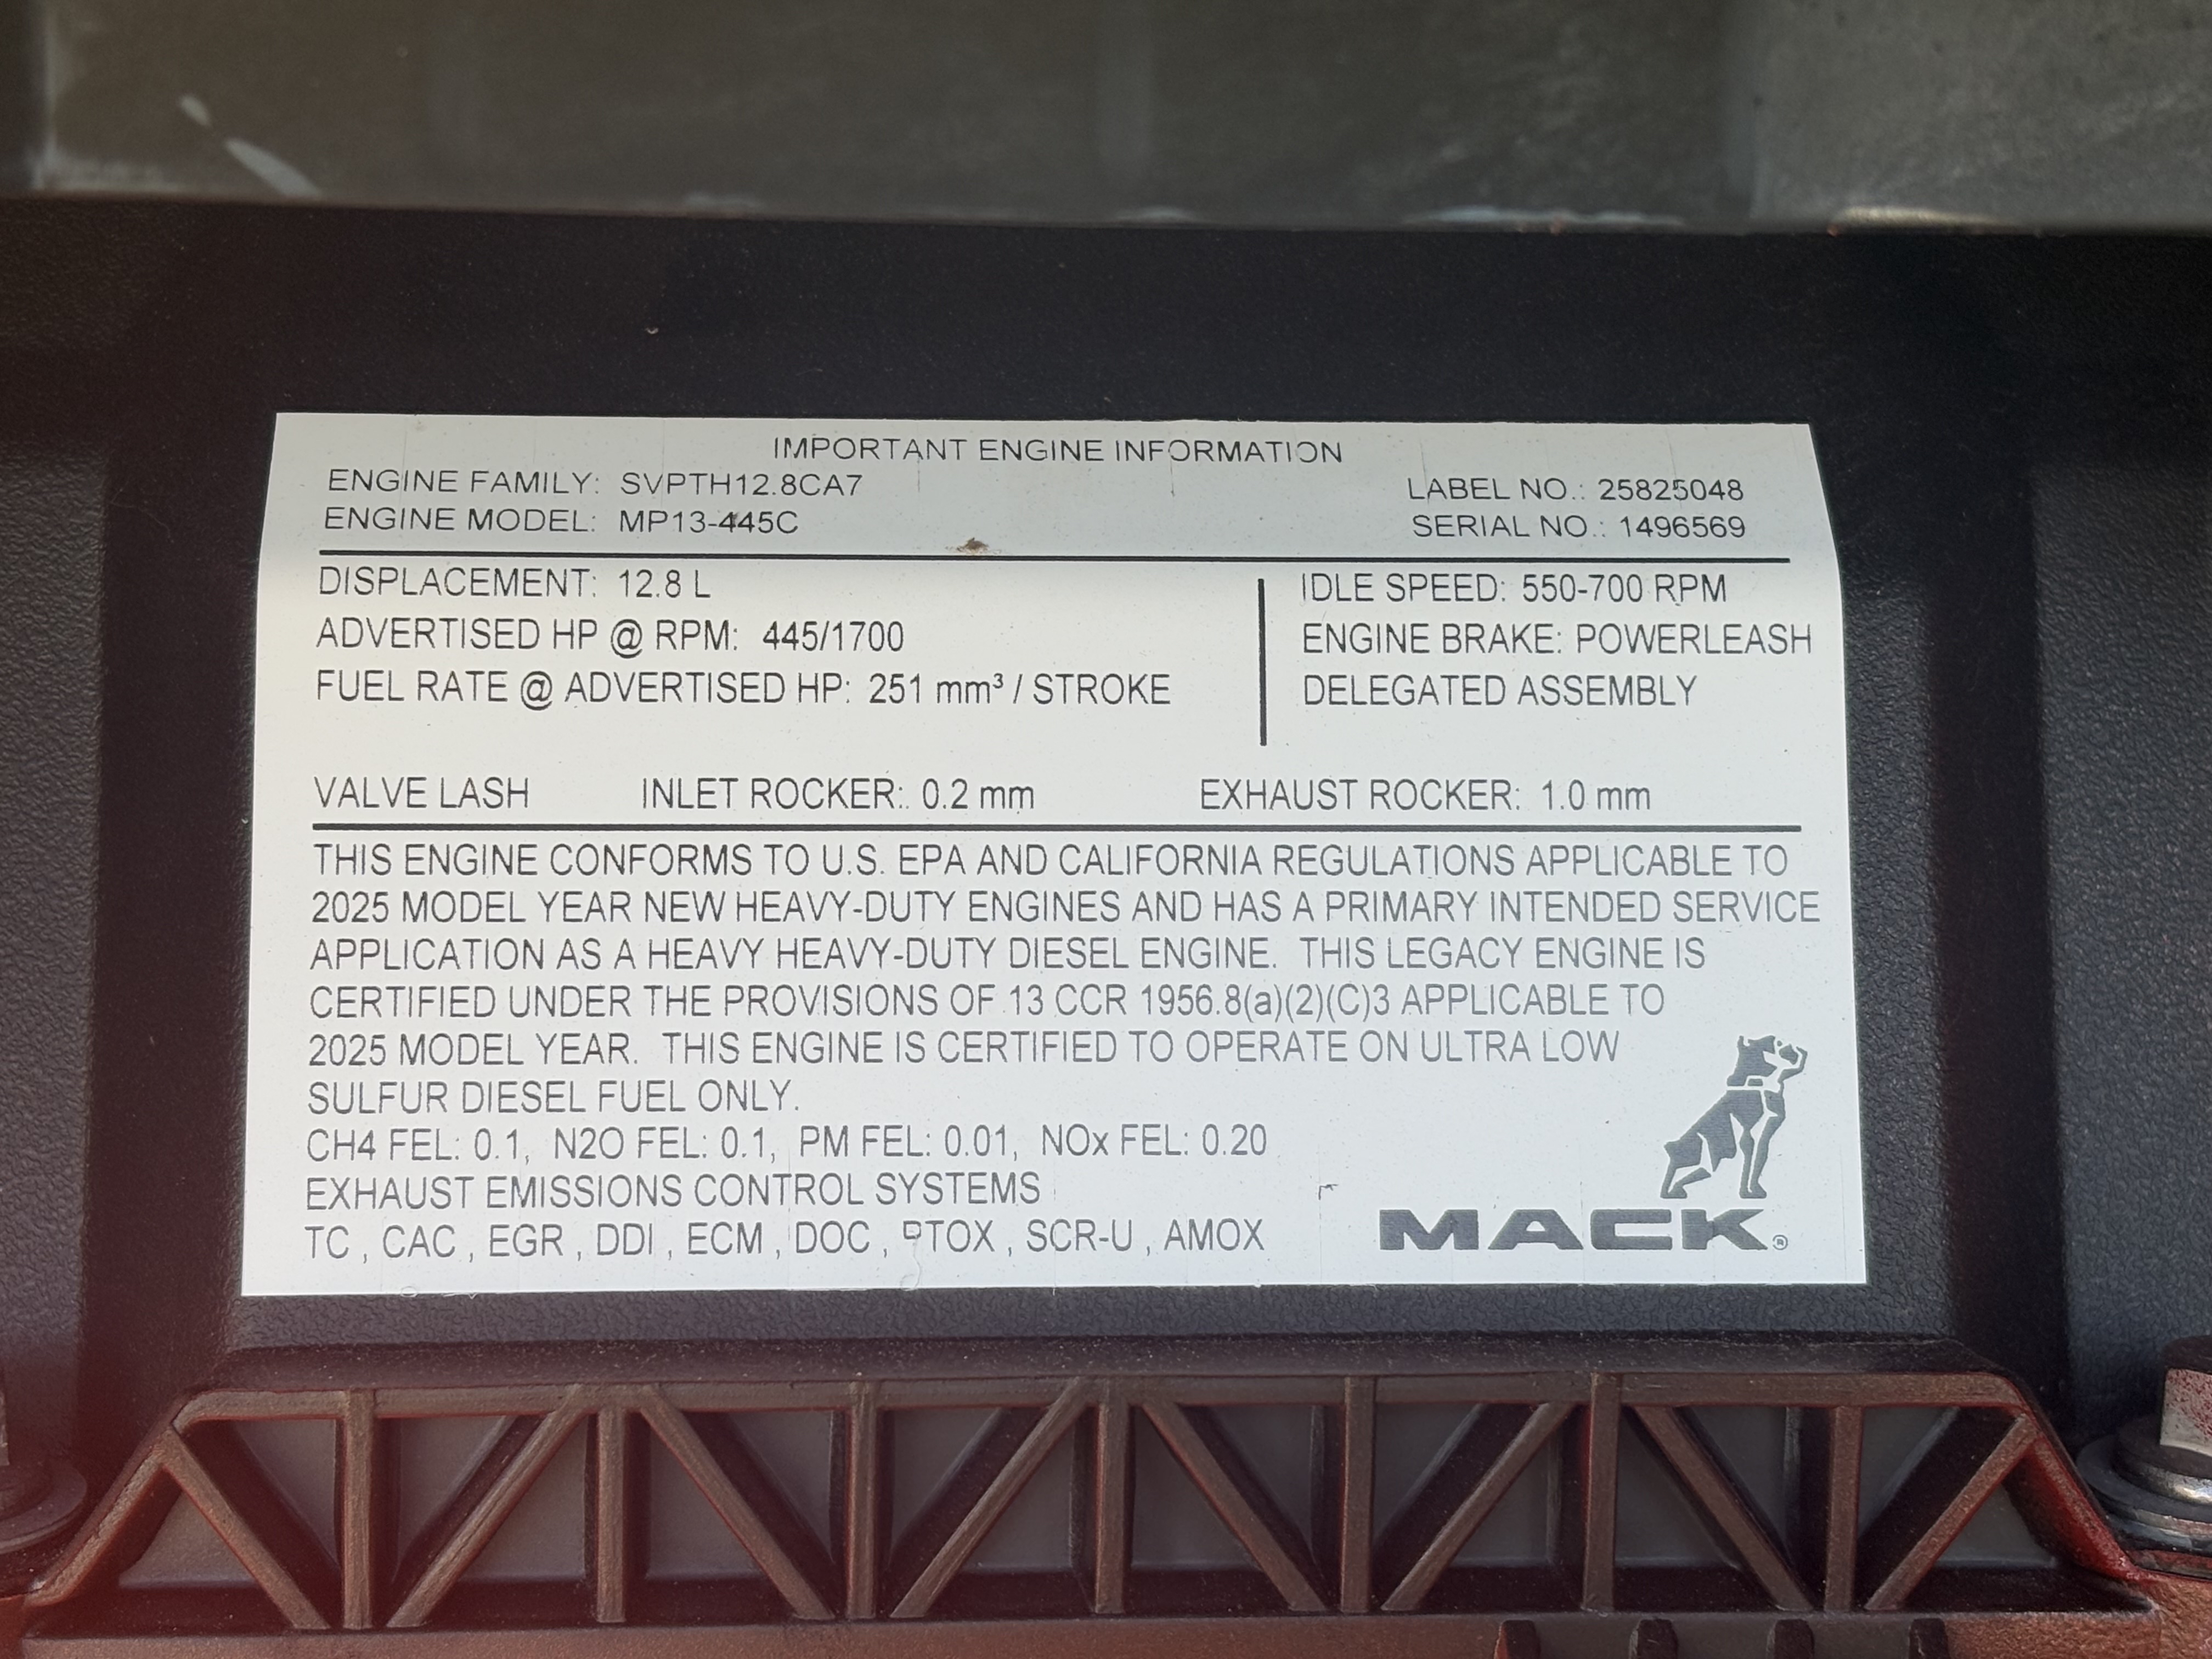 IMPORTANT ENGINE INFORMATION
ENGINE FAMILY: SVPTH12.8CA7
LABEL NO.: 25825048
ENGINE MODEL: MP13-445C
SERIAL NO.: 1496569
DISPLACEMENT: 12.8 L
IDLE SPEED: 550-700 RPM
ADVERTISED HP @ RPM: 445/1700
ENGINE BRAKE: POWERLEASH
FUEL RATE @ ADVERTISED HP: 251 mm³ / STROKE
DELEGATED ASSEMBLY
VALVE LASH INLET ROCKER: 0.2 mm EXHAUST ROCKER: 1.0 mm
THIS ENGINE CONFORMS TO U.S. EPA AND CALIFORNIA REGULATIONS APPLICABLE TO
2025 MODEL YEAR NEW HEAVY-DUTY ENGINES AND HAS A PRIMARY INTENDED SERVICE
APPLICATION AS A HEAVY HEAVY-DUTY DIESEL ENGINE. THIS LEGACY ENGINE IS
CERTIFIED UNDER THE PROVISIONS OF 13 CCR 1956.8(a)(2)(C)3 APPLICABLE TO
2025 MODEL YEAR. THIS ENGINE IS CERTIFIED TO OPERATE ON ULTRA LOW
SULFUR DIESEL FUEL ONLY.
CH4 FEL: 0.1, N2O FEL: 0.1, PM FEL: 0.01, NOx FEL: 0.20
EXHAUST EMISSIONS CONTROL SYSTEMS
TC , CAC , EGR , DDI , ECM , DOC , PTOX , SCR-U , AMOX
MACK®